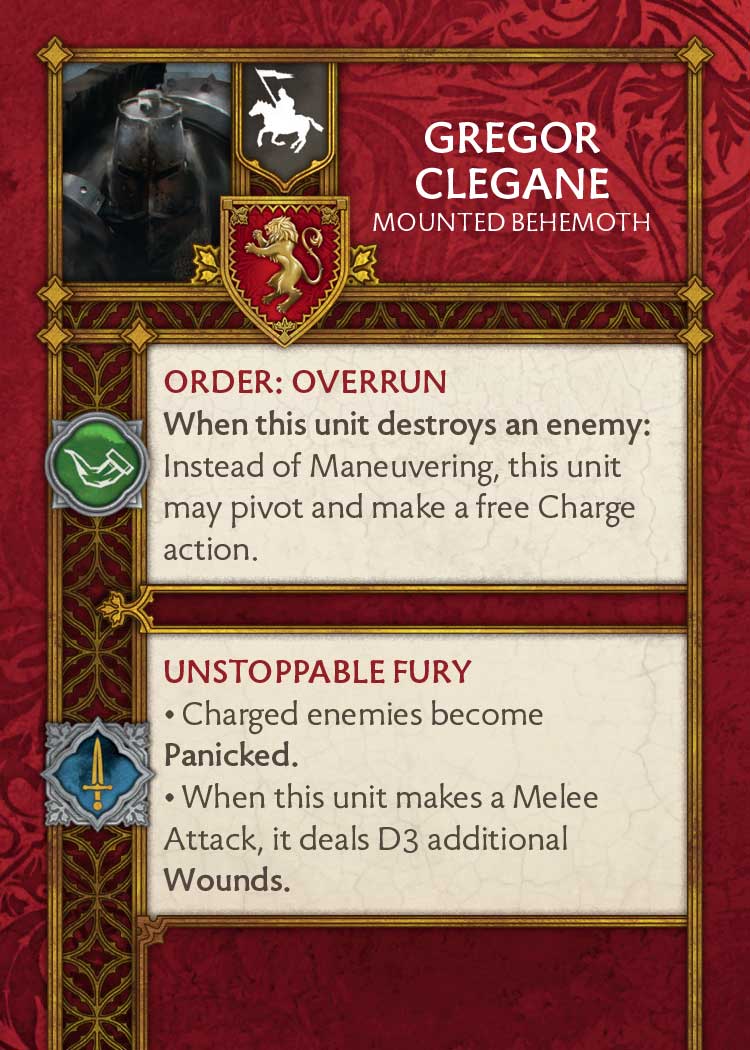 GREGOR
CLEGANE
MOUNTED BEHEMOTH
ORDER: OVERRUN
When this unit destroys an enemy:
Instead of Maneuvering, this unit
may pivot and make a free Charge
action.
UNSTOPPABLE FURY
• Charged enemies become
Panicked.
• When this unit makes a Melee
Attack, it deals D3 additional
Wounds.